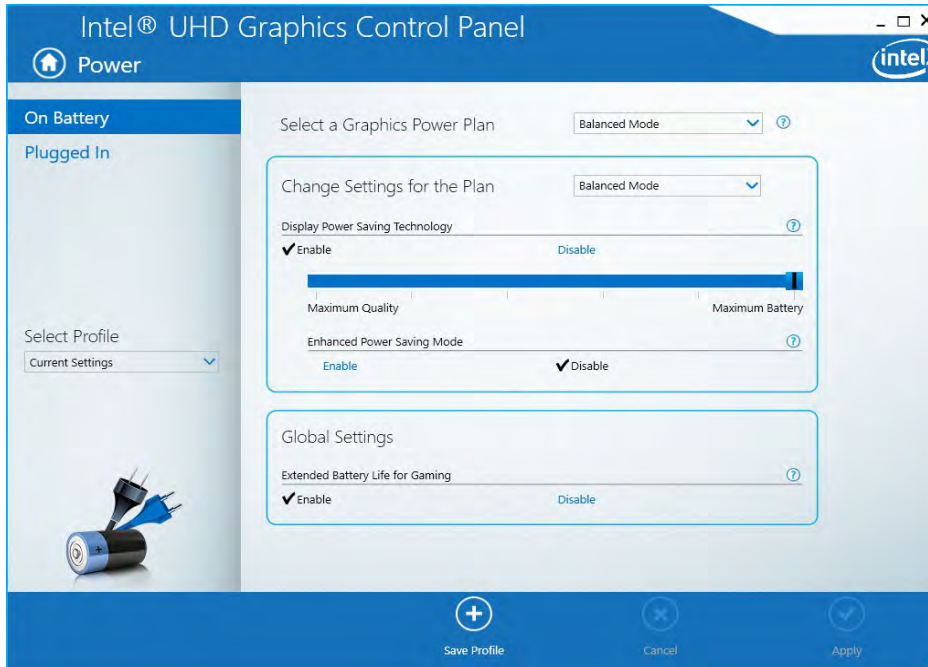 Intel® UHD Graphics Control Panel
Power
intel
On Battery
Plugged In
Select Profile
Current Settings
Select a Graphics Power Plan Balanced Mode ?
Change Settings for the Plan Balanced Mode
Display Power Saving Technology ?
Enable Disable
Maximum Quality Maximum Battery
Enhanced Power Saving Mode ?
Enable Disable
Global Settings
Extended Battery Life for Gaming ?
Enable Disable
Save Profile Cancel Apply